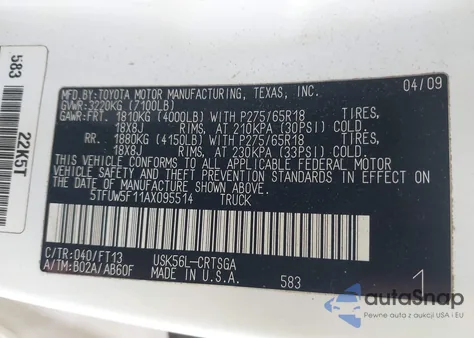 583
22K5T
MFD.BY:TOYOTA MOTOR MANUFACTURING, TEXAS, INC. 04/09
GVWR:3220KG (7100LB)
GAWR:FRT. 1810KG (4000LB) WITH P275/65R18 TIRES,
18X8J RIMS, AT 210KPA (30PSI) COLD.
RR. 1880KG (4150LB) WITH P275/65R18 TIRES,
18X8J RIMS, AT 230KPA (33PSI) COLD.
THIS VEHICLE CONFORMS TO ALL APPLICABLE FEDERAL MOTOR
VEHICLE SAFETY AND THEFT PREVENTION STANDARDS IN EFFECT ON
THE DATE OF MANUFACTURE SHOWN ABOVE.
5TFUW5F11AX095514 TRUCK
C/TR:040/FT13 USK56L-CRTSGA
A/TM:B02A/AB60F MADE IN U.S.A. 583 1
autoSnap
Pewne auta z USA i EU